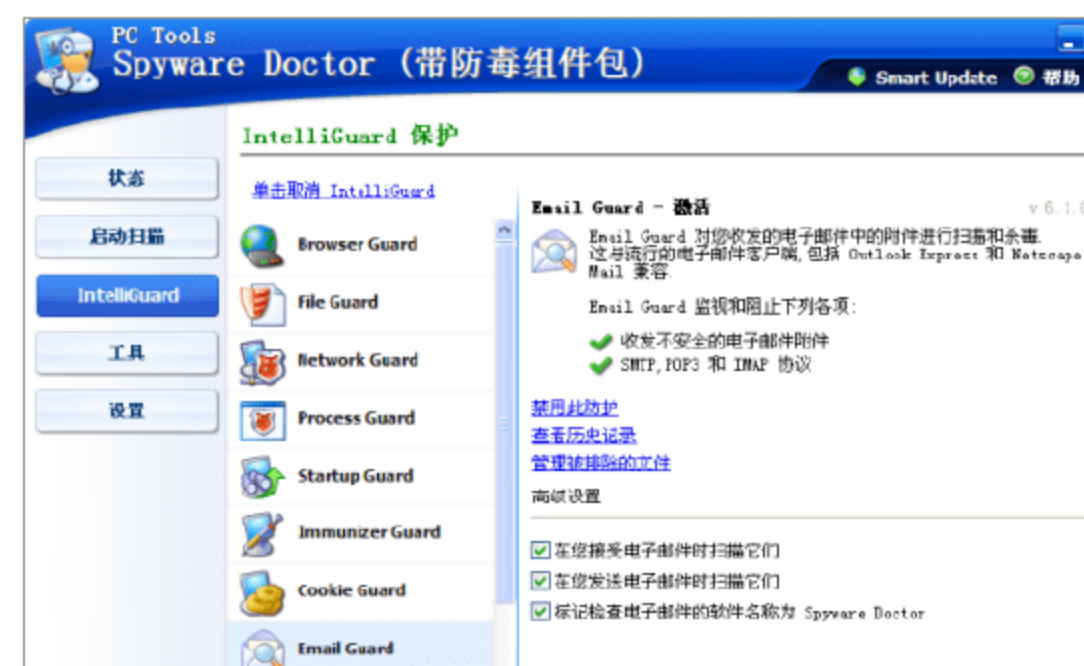 PC Tools
Spyware Doctor (带防毒组件包)
Smart Update 帮助
IntelliGuard 保护
状态
启动扫描
IntelliGuard
工具
设置
单击取消 IntelliGuard
Browser Guard
File Guard
Network Guard
Process Guard
Startup Guard
Immunizer Guard
Cookie Guard
Email Guard
Email Guard - 激活
v 6.1.0
Email Guard 对您收发的电子邮件中的附件进行扫描和杀毒.
这与流行的电子邮件客户端, 包括 Outlook Express 和 Netscape
Mail 兼容.
Email Guard 监视和阻止下列各项:
收发不安全的电子邮件附件
SMTP, POP3 和 IMAP 协议
禁用此防护
查看历史记录
管理被排除的文件
高级设置
在您接受电子邮件时扫描它们
在您发送电子邮件时扫描它们
标记检查电子邮件的软件名称为 Spyware Doctor